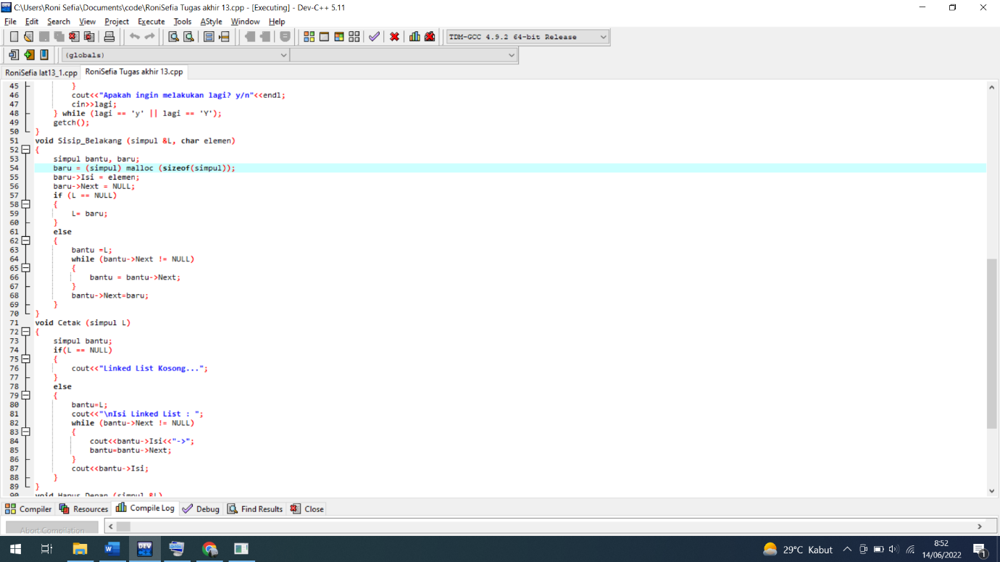 C:\Users\Roni Sefia\Documents\code\RoniSefia Tugas akhir 13.cpp - [Executing] - Dev-C++ 5.11
File Edit Search View Project Execute Tools AStyle Window Help
TDM-GCC 4.9.2 64-bit Release
(globals)
RoniSefia lat13_1.cpp RoniSefia Tugas akhir 13.cpp
45 }
46 cout<<"Apakah ingin melakukan lagi? y/n"<<endl;
47 cin>>lagi;
48 } while (lagi == 'y' || lagi == 'Y');
49 getch();
50 }
51 void Sisip_Belakang (simpul &L, char elemen)
52 {
53 simpul bantu, baru;
54 baru = (simpul) malloc (sizeof(simpul));
55 baru->Isi = elemen;
56 baru->Next = NULL;
57 if (L == NULL)
58 {
59 L= baru;
60 }
61 else
62 {
63 bantu =L;
64 while (bantu->Next != NULL)
65 {
66 bantu = bantu->Next;
67 }
68 bantu->Next=baru;
69 }
70 }
71 void Cetak (simpul L)
72 {
73 simpul bantu;
74 if(L == NULL)
75 {
76 cout<<"Linked List Kosong...";
77 }
78 else
79 {
80 bantu=L;
81 cout<<"\nIsi Linked List : ";
82 while (bantu->Next != NULL)
83 {
84 cout<<bantu->Isi<<"->";
85 bantu=bantu->Next;
86 }
87 cout<<bantu->Isi;
88 }
89 }
90 void Hapus_Depan (simpul &L)
Compiler Resources Compile Log Debug Find Results Close
Abort Compilation
29°C Kabut 8:52
14/06/2022 1